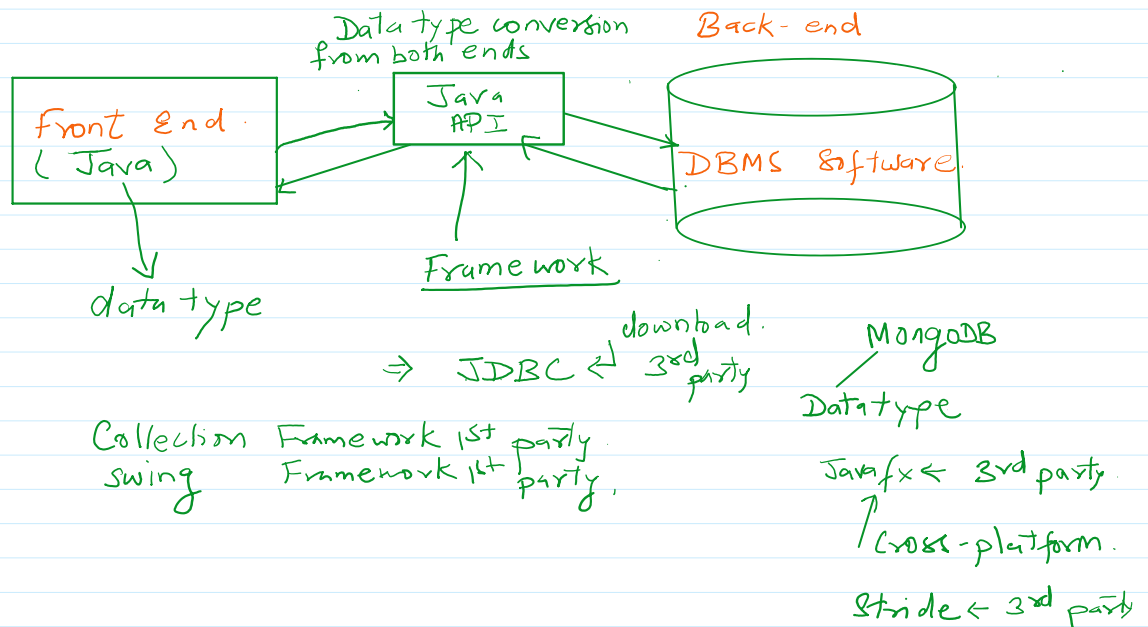 Data type conversion
from both ends
Back-end
Front End.
(Java)
Java
API
DBMS Software.
Framework
data type
download.
⇒ JDBC ← 3rd
party
MongoDB
Datatype
Collection Framework 1st party.
swing Framework 1st party.
Javafx ← 3rd party.
Cross-platform.
Stride ← 3rd party